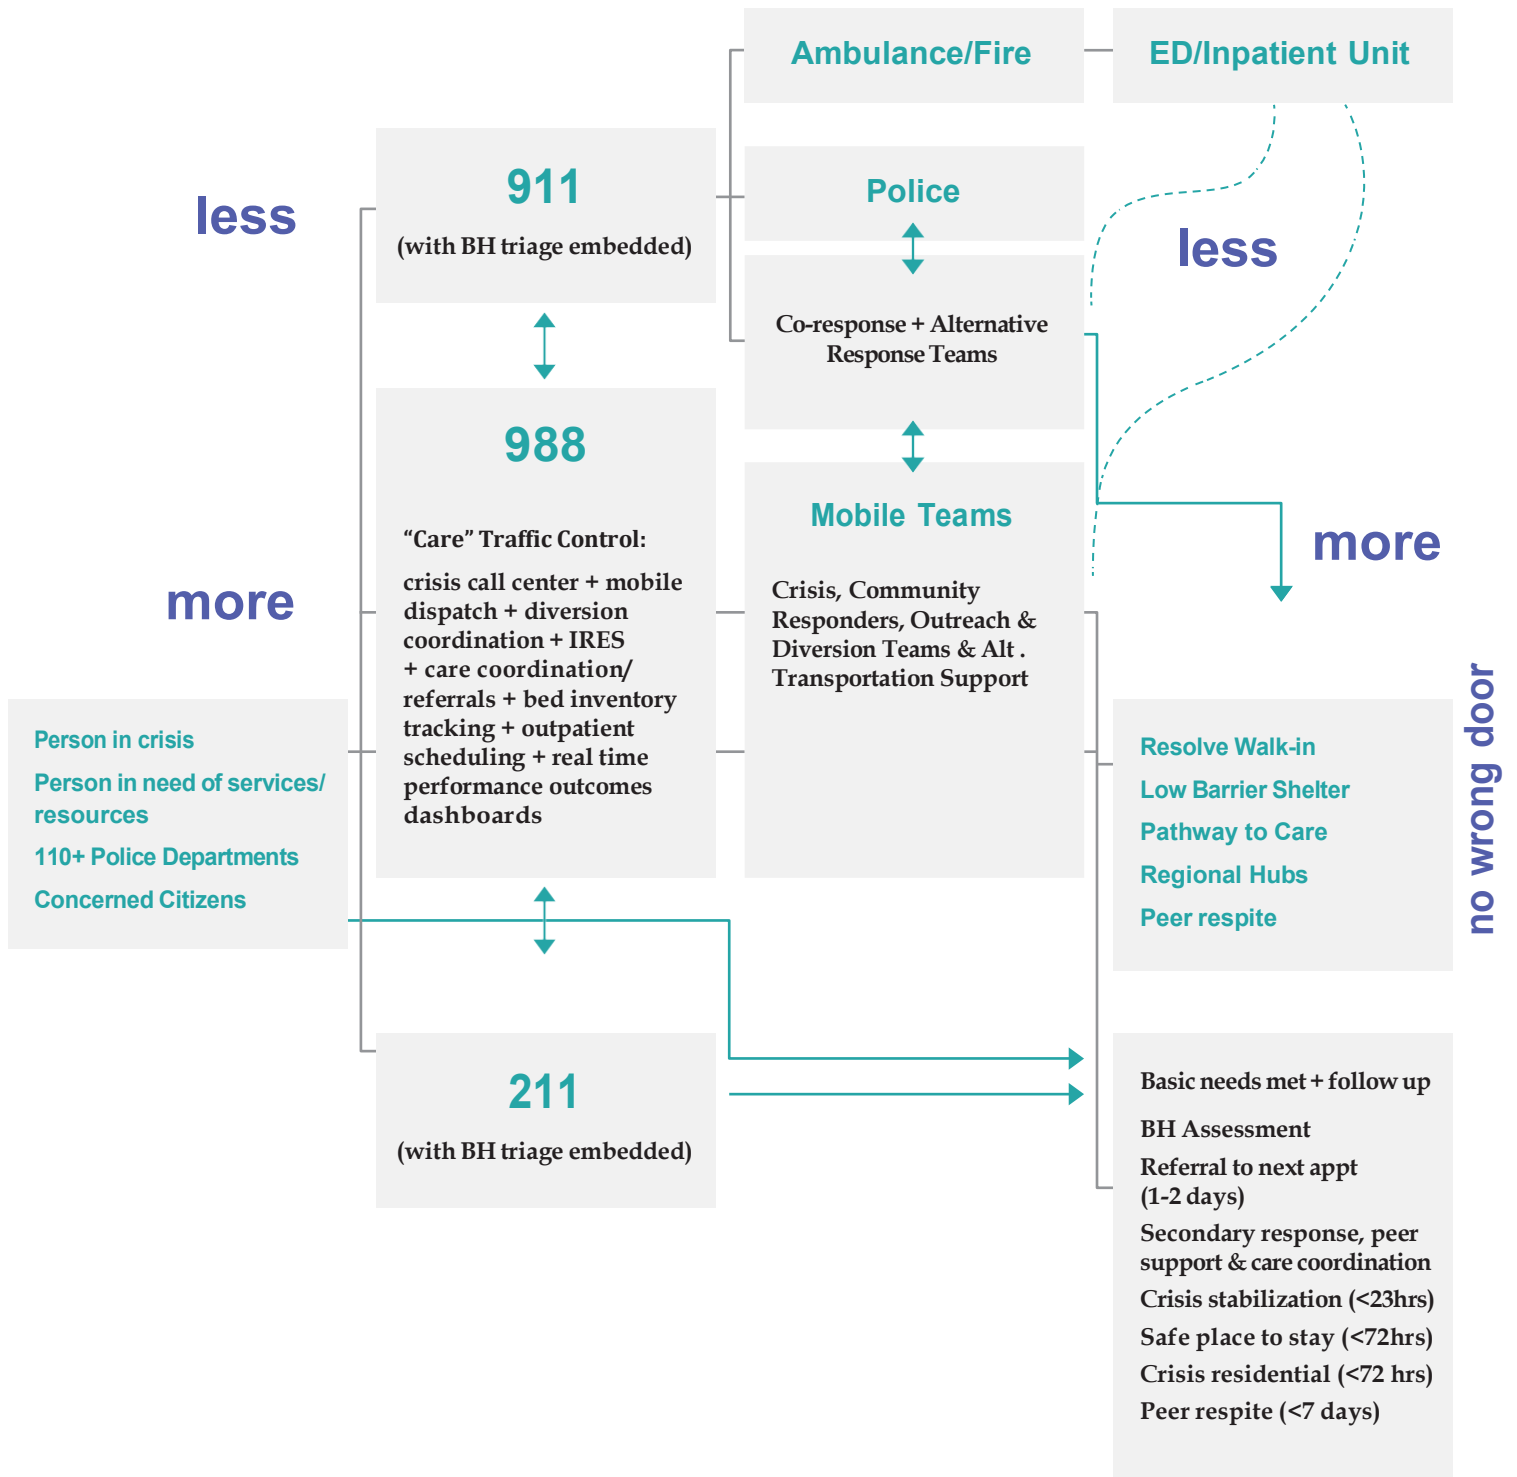 Ambulance/Fire
ED/Inpatient Unit
911
(with BH triage embedded)
less
Police
less
Co-response + Alternative
Response Teams
988
“Care” Traffic Control:
crisis call center + mobile
dispatch + diversion
coordination + IRES
+ care coordination/
referrals + bed inventory
tracking + outpatient
scheduling + real time
performance outcomes
dashboards
more
Mobile Teams
Crisis, Community
Responders, Outreach &
Diversion Teams & Alt .
Transportation Support
more
Person in crisis
Person in need of services/
resources
110+ Police Departments
Concerned Citizens
Resolve Walk-in
Low Barrier Shelter
Pathway to Care
Regional Hubs
Peer respite
no wrong door
211
(with BH triage embedded)
Basic needs met + follow up
BH Assessment
Referral to next appt
(1-2 days)
Secondary response, peer
support & care coordination
Crisis stabilization (<23hrs)
Safe place to stay (<72hrs)
Crisis residential (<72 hrs)
Peer respite (<7 days)